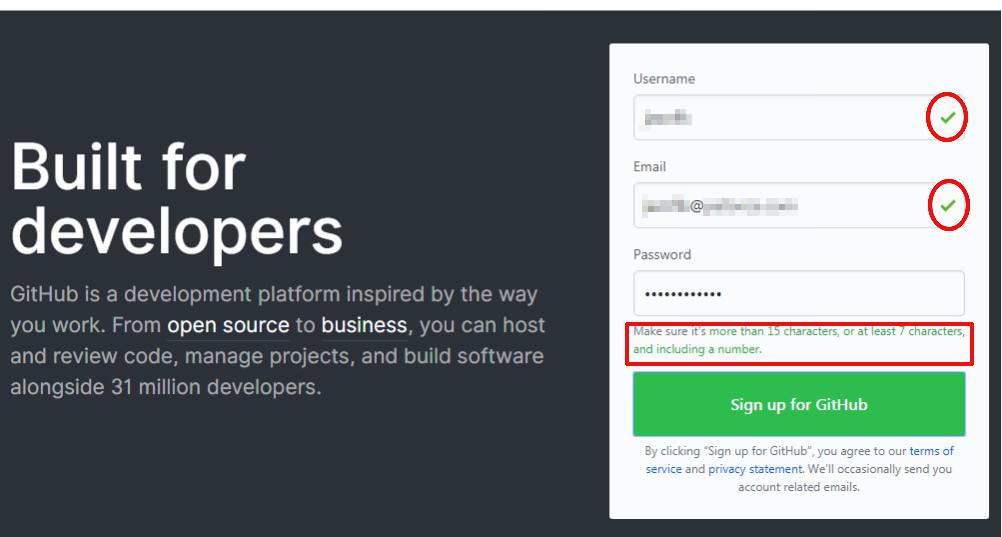 Built for
developers
GitHub is a development platform inspired by the way
you work. From open source to business, you can host
and review code, manage projects, and build software
alongside 31 million developers.
Username
Email
@
Password
••••••••••••
Make sure it's more than 15 characters, or at least 7 characters,
and including a number.
Sign up for GitHub
By clicking “Sign up for GitHub”, you agree to our terms of
service and privacy statement. We'll occasionally send you
account related emails.